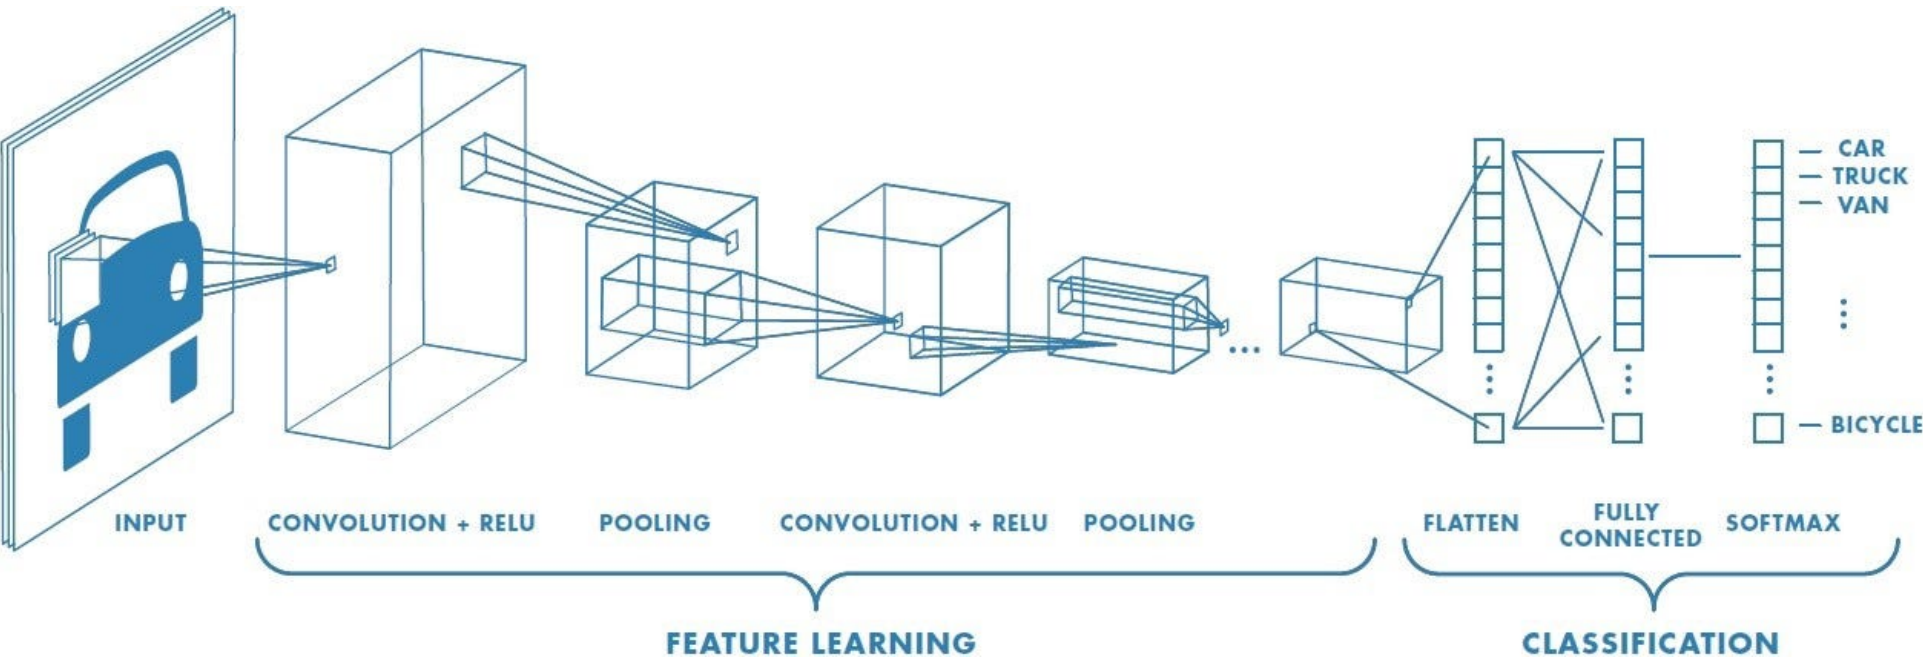 CAR
TRUCK
VAN
BICYCLE
INPUT
CONVOLUTION + RELU
POOLING
CONVOLUTION + RELU
POOLING
FLATTEN
FULLY
CONNECTED
SOFTMAX
FEATURE LEARNING
CLASSIFICATION